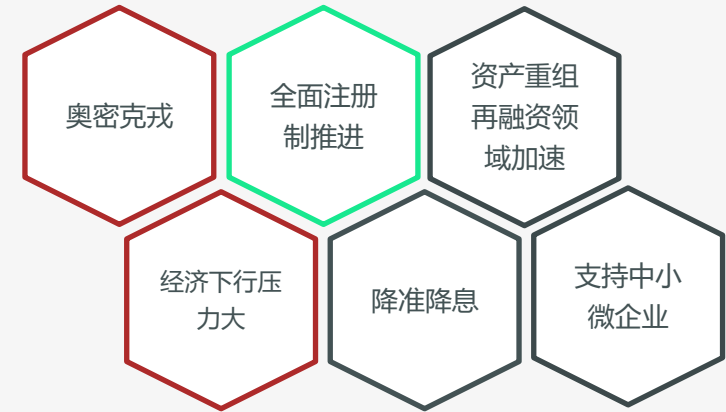 奥密克戎
全面注册
制推进
资产重组
再融资领
域加速
经济下行压
力大
降准降息
支持中小
微企业